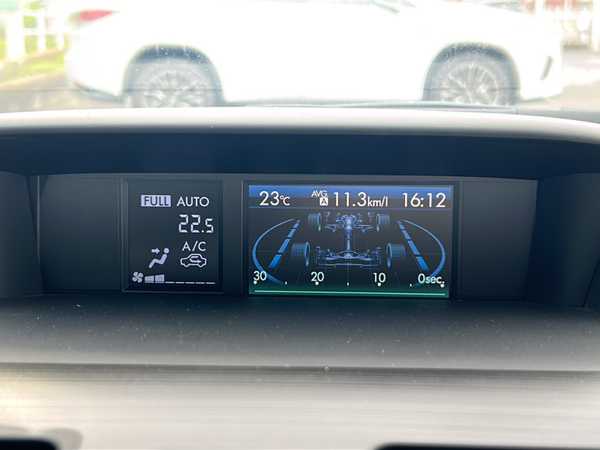 FULL AUTO
22.5
A/C
23°C AVG A 11.3km/l 16:12
30 20 10 0sec.